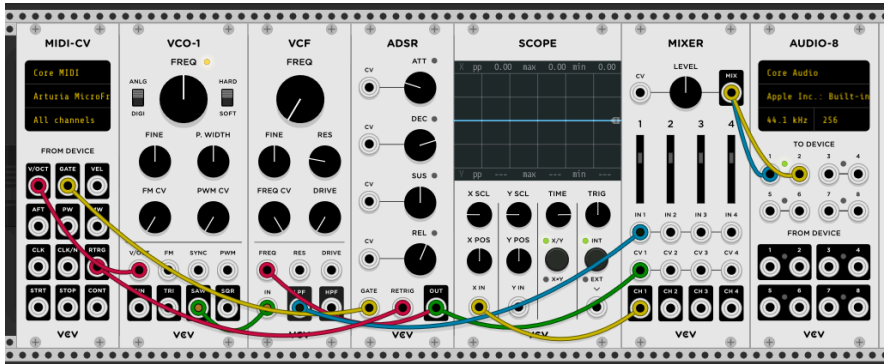 MIDI-CV
Core MIDI
Arturia MicroFr
All channels
FROM DEVICE
V/OCT GATE VEL
AFT PW MW
CLK CLK/N RTRG
STRT STOP CONT
VCV
VCO-1
FREQ
ANLG HARD
DIGI SOFT
FINE P. WIDTH
FM CV PWM CV
V/OCT FM SYNC PWM
TRI SAW SQR
VCV
VCF
FREQ
FINE RES
FREQ CV DRIVE
FREQ RES DRIVE
IN LPF HPF
VCV
ADSR
ATT
CV
DEC
CV
SUS
CV
REL
CV
GATE RETRIG OUT
SCOPE
X pp 0.00 max 0.00 min 0.00
Y pp --- max --- min ---
X SCL Y SCL TIME TRIG
X/Y INT
X POS Y POS
X×Y EXT
X IN Y IN
VCV
MIXER
LEVEL
CV MIX
1 2 3 4
IN 1 IN 2 IN 3 IN 4
CV 1 CV 2 CV 3 CV 4
CH 1 CH 2 CH 3 CH 4
VCV
AUDIO-8
Core Audio
Apple Inc.: Built-in
44.1 kHz 256
TO DEVICE
1 2 3 4
5 6 7 8
FROM DEVICE
1 2 3 4
5 6 7 8
VCV